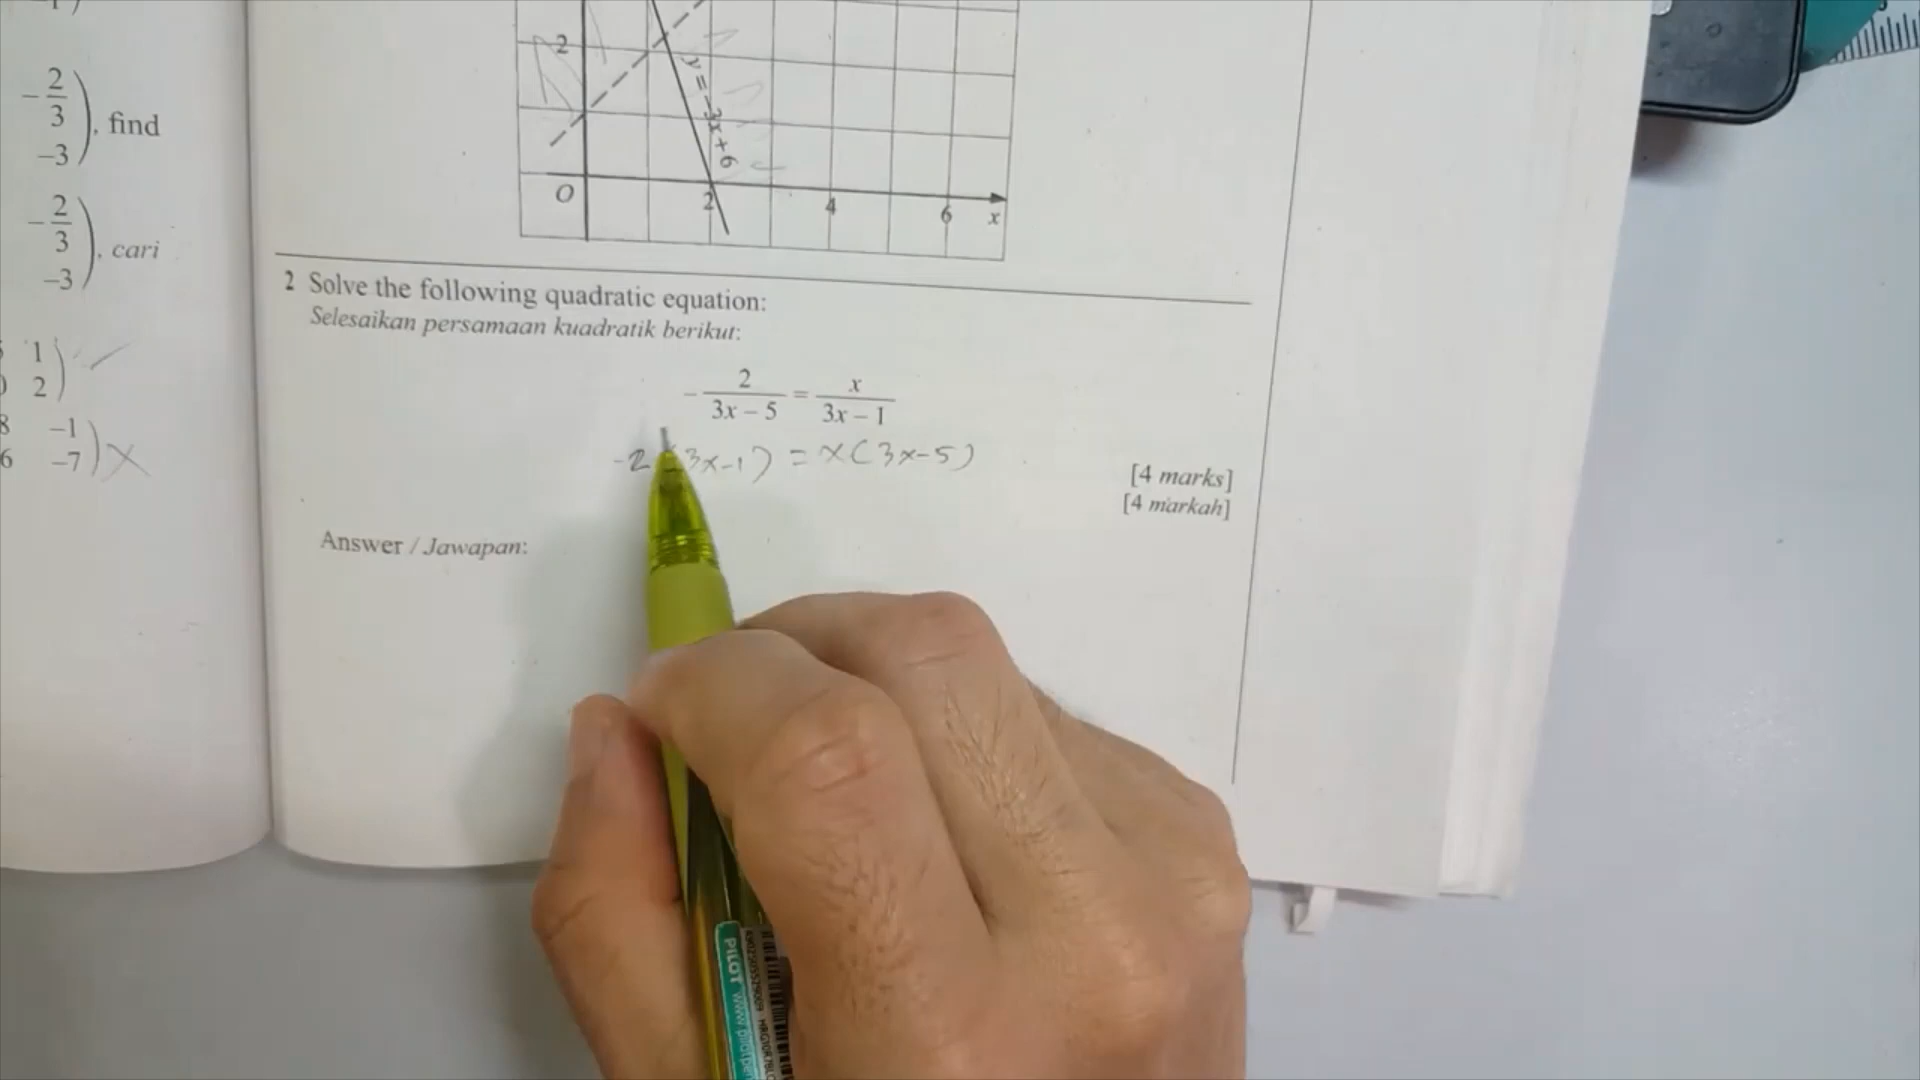 -2/3
-3), find
-2/3
-3), cari
1
2
-1
-7) X
2
y = -3x + 6
O 2 4 6 x
2 Solve the following quadratic equation:
Selesaikan persamaan kuadratik berikut:
-2/(3x – 5) = x/(3x – 1)
-2(3x-1) = x(3x-5)
[4 marks]
[4 markah]
Answer / Jawapan:
PILOT